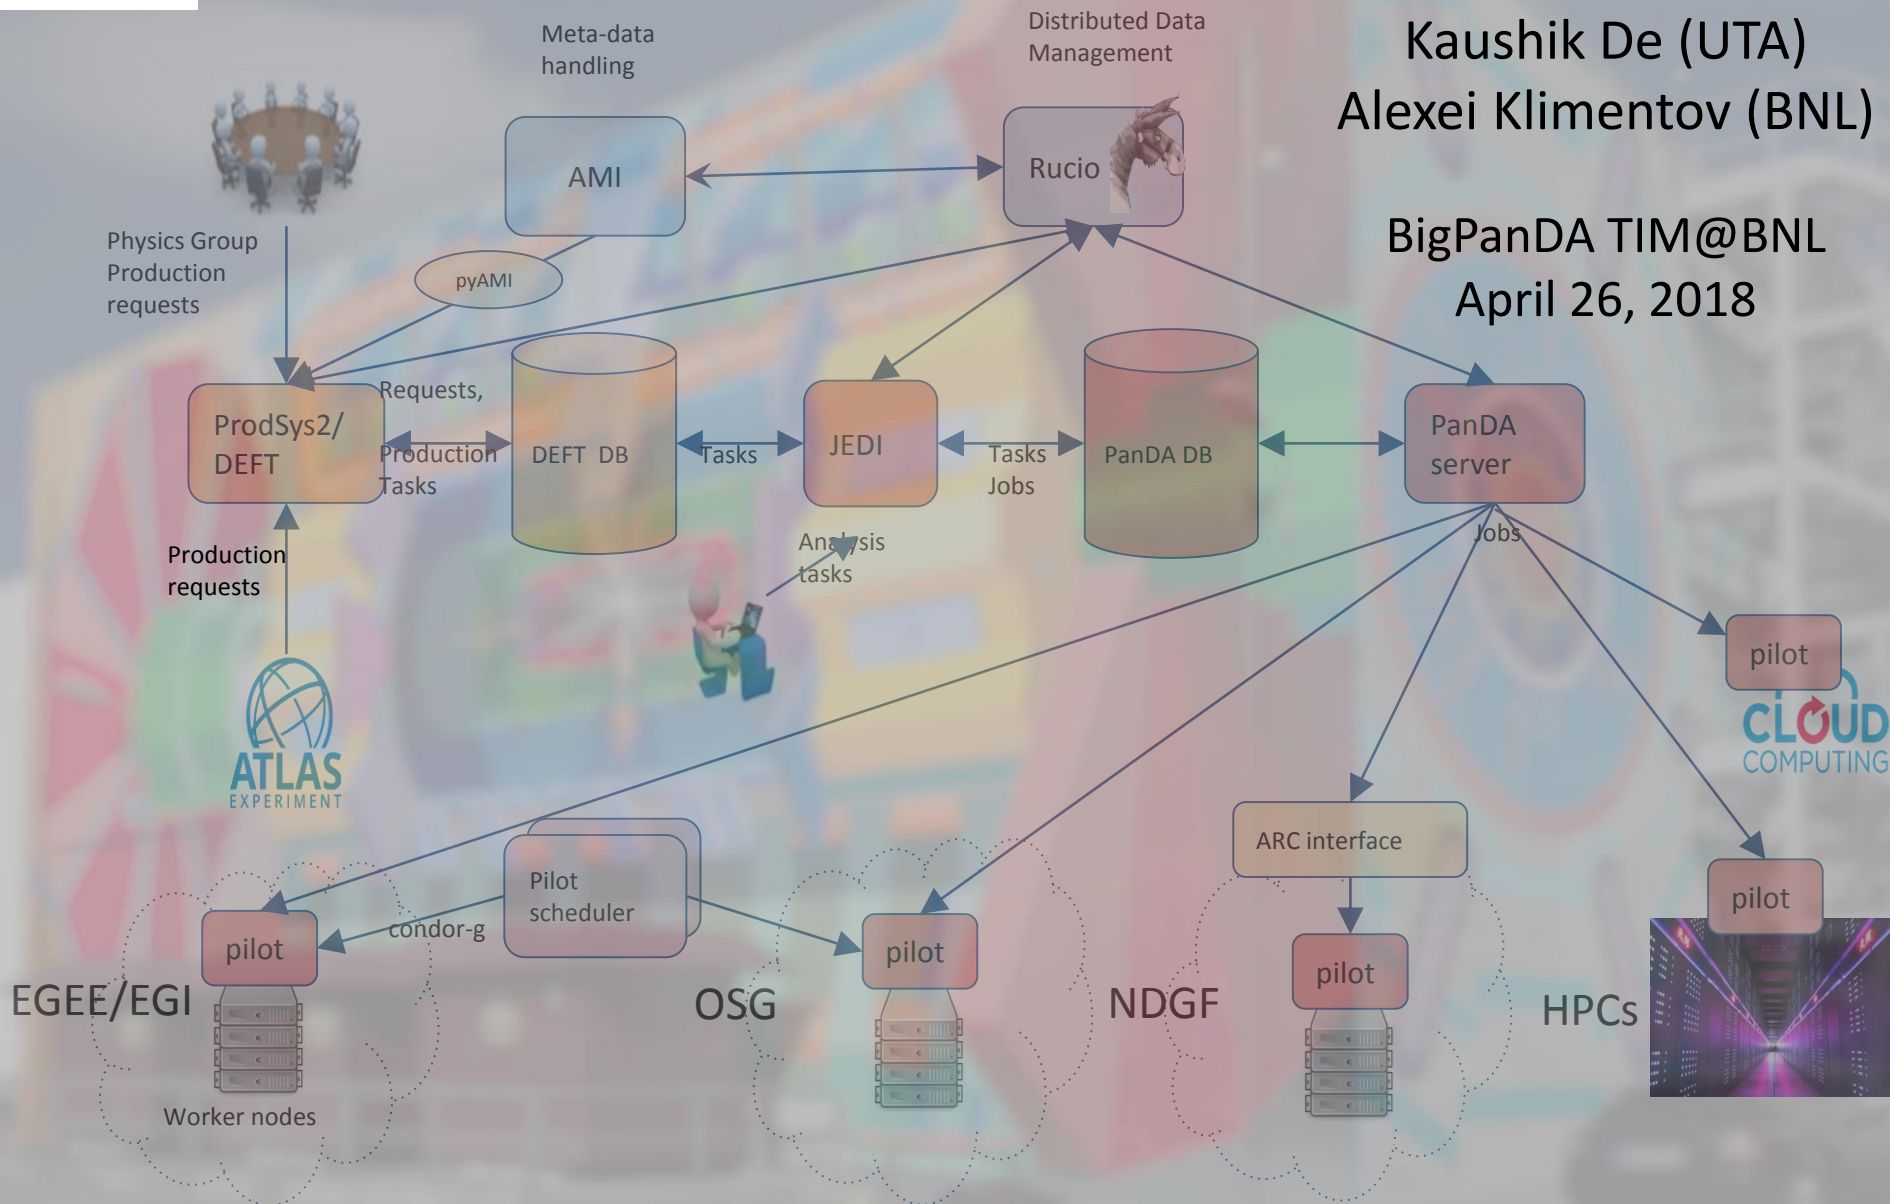 Kaushik De (UTA)
Alexei Klimentov (BNL)
BigPanDA TIM@BNL
April 26, 2018
Meta-data
handling
Distributed Data
Management
AMI
Rucio
Physics Group
Production
requests
pyAMI
ProdSys2/
DEFT
Requests,
Production
Tasks
DEFT DB
Tasks
JEDI
Tasks
Jobs
PanDA DB
PanDA
server
Jobs
Production
requests
Analysis
tasks
ATLAS
EXPERIMENT
pilot
CLOUD
COMPUTING
ARC interface
Pilot
scheduler
condor-g
pilot
pilot
pilot
pilot
EGEE/EGI
OSG
NDGF
HPCs
Worker nodes